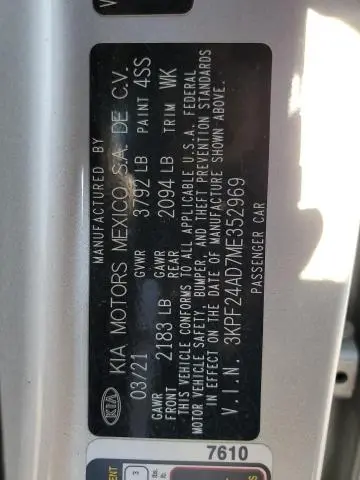 MANUFACTURED BY
KIA KIA MOTORS MEXICO S.A. DE C.V.
03/21 GVWR 3792 LB PAINT 4SS
GAWR FRONT 2183 LB GAWR REAR 2094 LB TRIM WK
THIS VEHICLE CONFORMS TO ALL APPLICABLE U.S.A. FEDERAL
MOTOR VEHICLE SAFETY, BUMPER, AND THEFT PREVENTION STANDARDS
IN EFFECT ON THE DATE OF MANUFACTURE SHOWN ABOVE.
V.I.N. 3KPF24AD7ME352969
PASSENGER CAR
7610